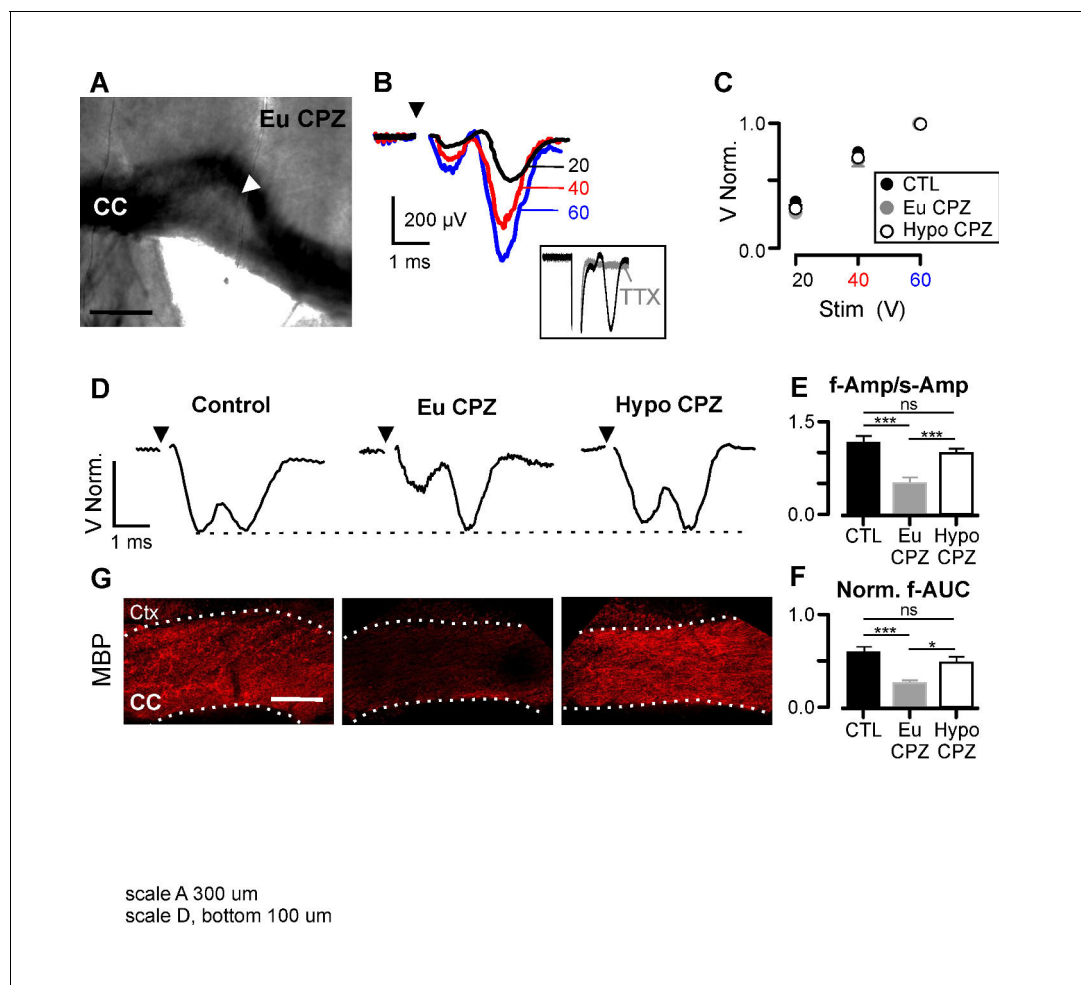 A
Eu CPZ
CC
B
20
40
60
200 µV
1 ms
TTX
C
V Norm.
1.0
0.0
CTL
Eu CPZ
Hypo CPZ
20
40
60
Stim (V)
D
Control
Eu CPZ
Hypo CPZ
V Norm.
1 ms
E
f-Amp/s-Amp
ns
***
***
1.5
0.0
CTL
Eu
CPZ
Hypo
CPZ
F
Norm. f-AUC
ns
***
*
1.0
0.0
CTL
Eu
CPZ
Hypo
CPZ
G
MBP
Ctx
CC
scale A 300 um
scale D, bottom 100 um